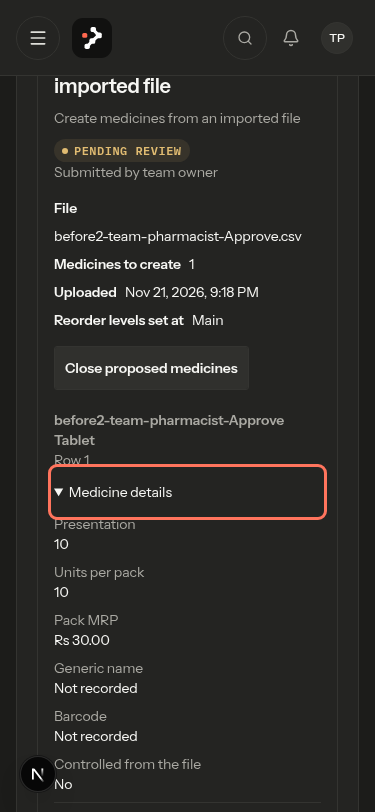 TP
imported file
Create medicines from an imported file
PENDING REVIEW
Submitted by team owner
File
before2-team-pharmacist-Approve.csv
Medicines to create 1
Uploaded Nov 21, 2026, 9:18 PM
Reorder levels set at Main
Close proposed medicines
before2-team-pharmacist-Approve
Tablet
Row 1
Medicine details
Presentation
10
Units per pack
10
Pack MRP
Rs 30.00
Generic name
Not recorded
Barcode
Not recorded
Controlled from the file
N
No